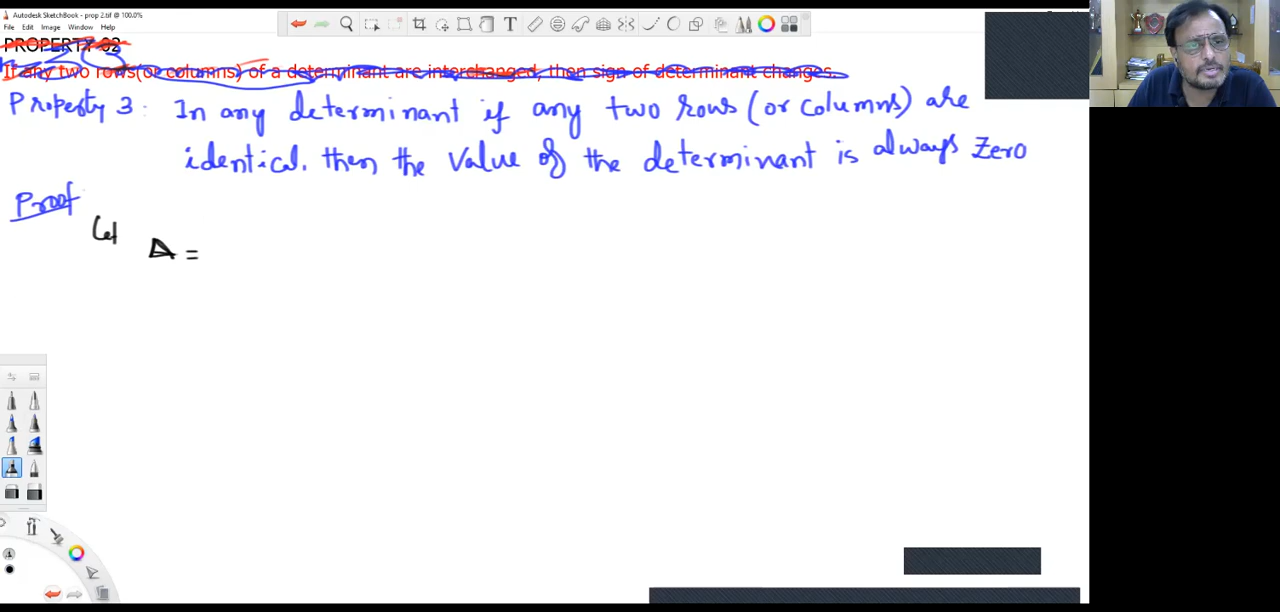 Autodesk SketchBook - prop 2.tif @ 100.0%
File Edit Image Window Help
PROPERTY 02
If any two rows(or columns) of a determinant are interchanged, then sign of determinant changes.
Property 3: In any determinant if any two rows (or columns) are
identical. then the value of the determinant is always zero
Proof
Let Δ =